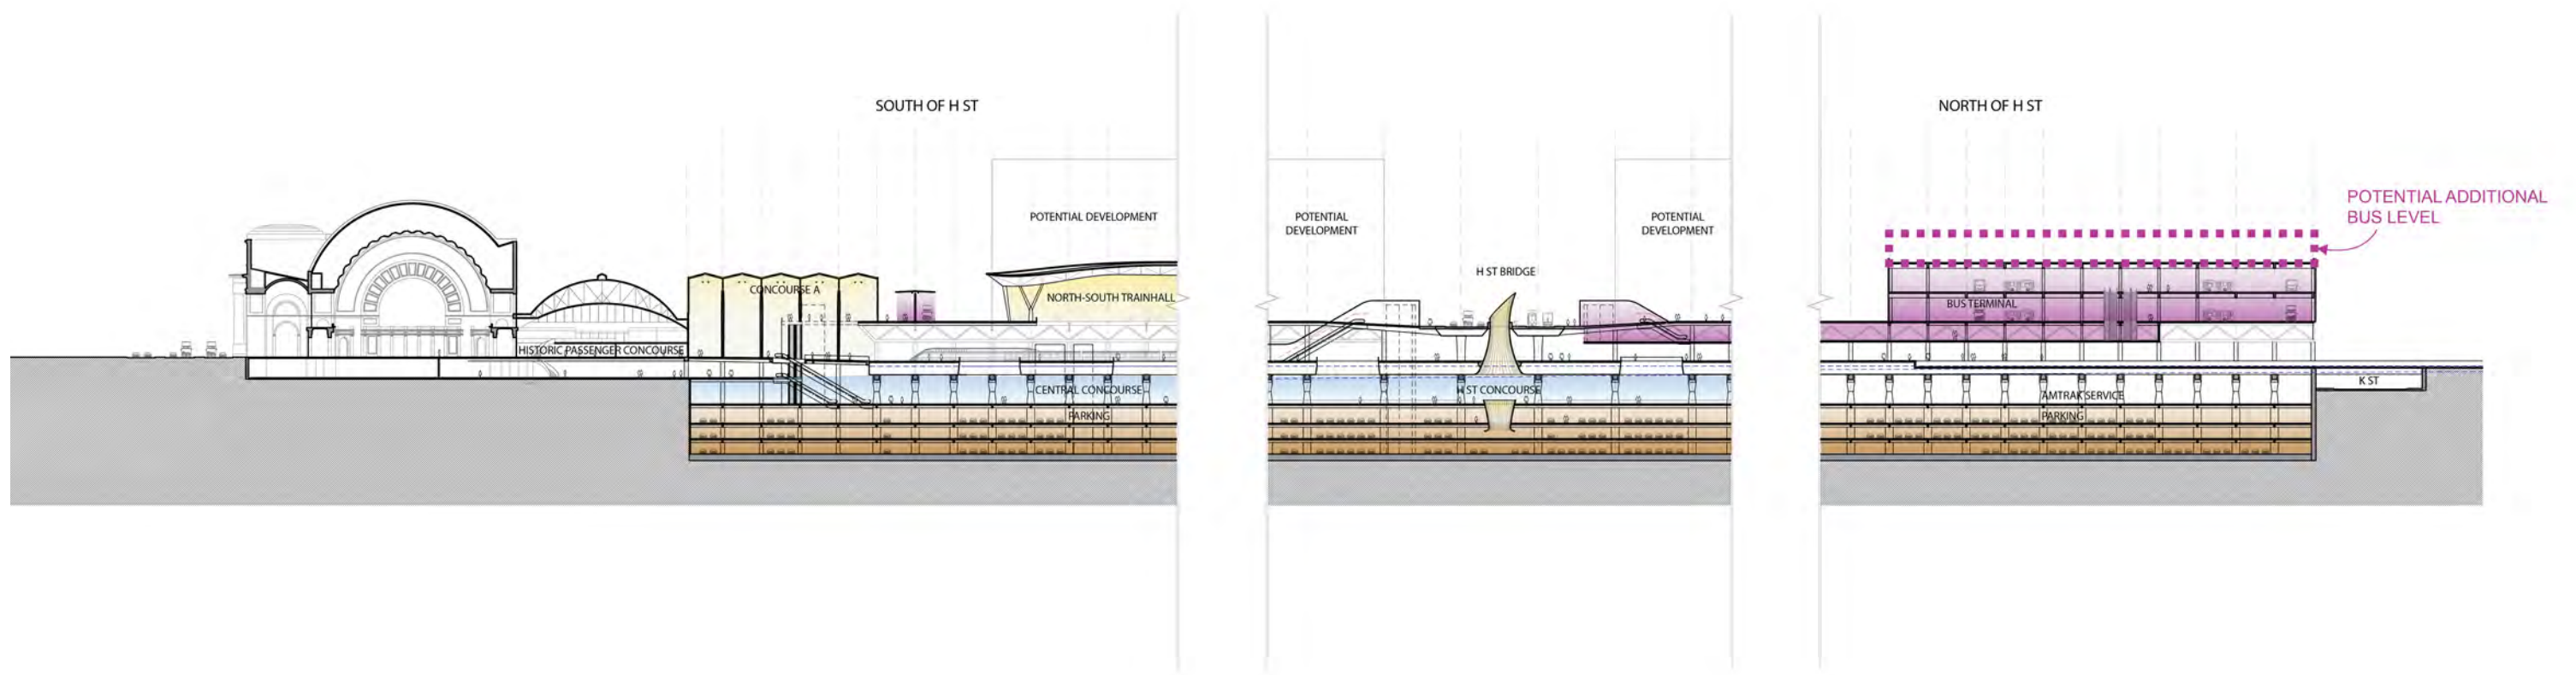 SOUTH OF H ST
NORTH OF H ST
POTENTIAL ADDITIONAL
BUS LEVEL
POTENTIAL DEVELOPMENT
POTENTIAL
DEVELOPMENT
POTENTIAL
DEVELOPMENT
H ST BRIDGE
CONCOURSE A
NORTH-SOUTH TRAINHALL
BUS TERMINAL
HISTORIC PASSENGER CONCOURSE
CENTRAL CONCOURSE
H ST CONCOURSE
K ST
AMTRAK SERVICE
PARKING
PARKING